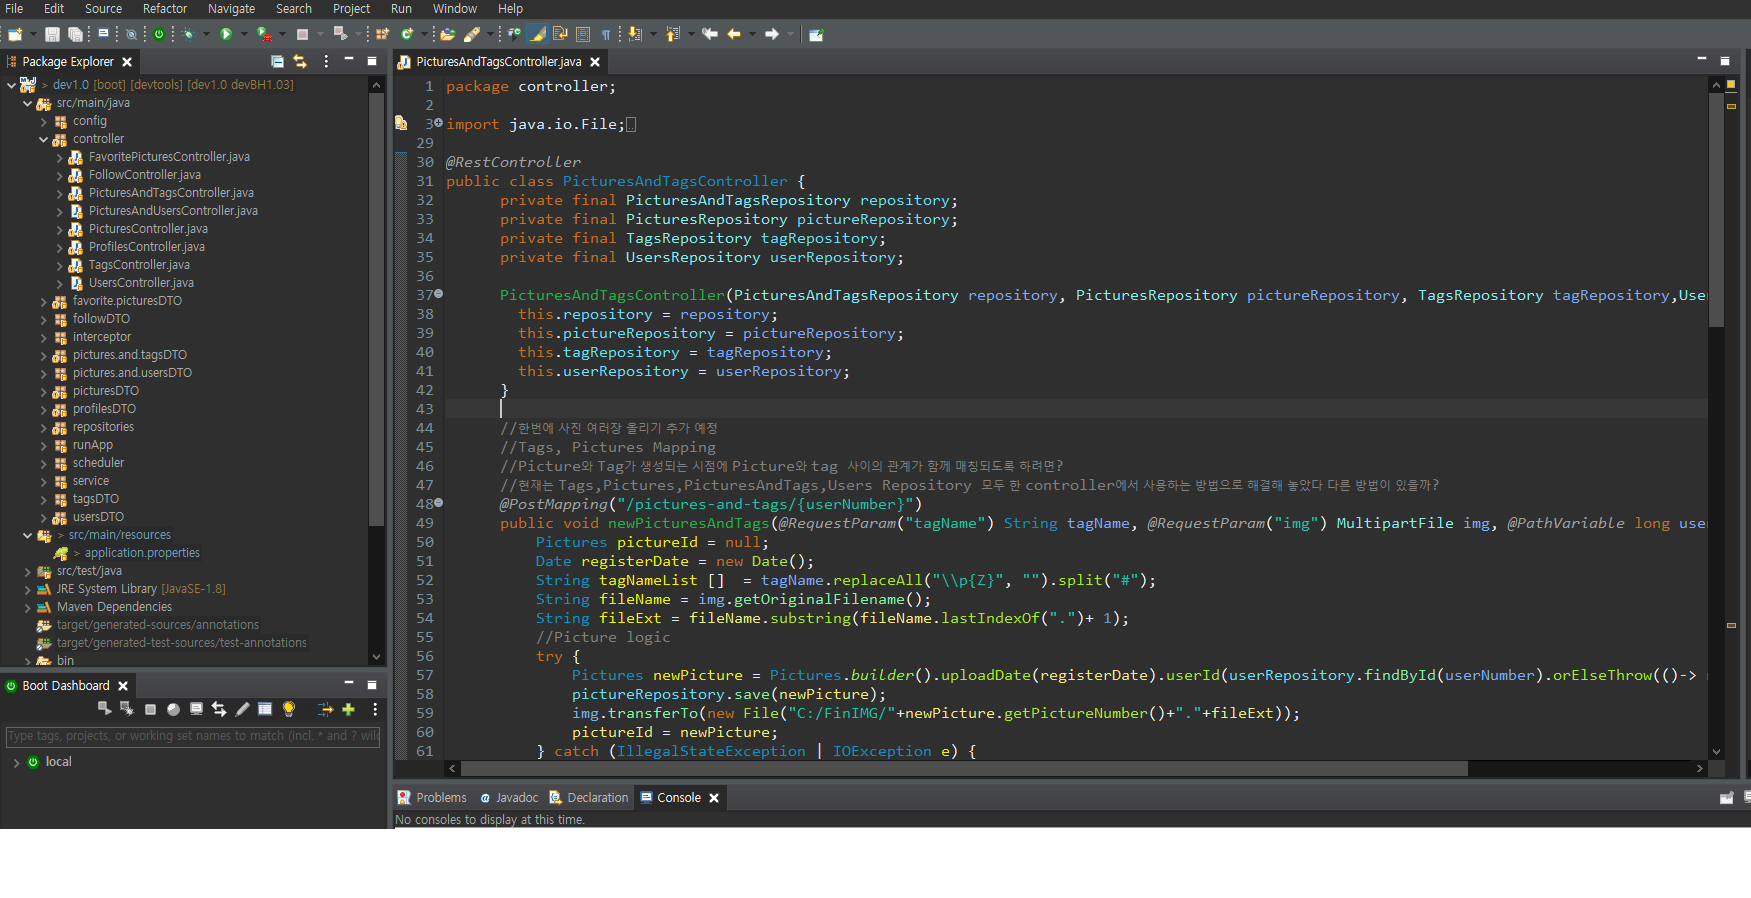 File Edit Source Refactor Navigate Search Project Run Window Help
Package Explorer
> dev1.0 [boot] [devtools] [dev1.0 devBH1.03]
src/main/java
config
controller
FavoritePicturesController.java
FollowController.java
PicturesAndTagsController.java
PicturesAndUsersController.java
PicturesController.java
ProfilesController.java
TagsController.java
UsersController.java
favorite.picturesDTO
followDTO
interceptor
pictures.and.tagsDTO
pictures.and.usersDTO
picturesDTO
profilesDTO
repositories
runApp
scheduler
service
tagsDTO
usersDTO
> src/main/resources
> application.properties
src/test/java
JRE System Library [JavaSE-1.8]
Maven Dependencies
target/generated-sources/annotations
target/generated-test-sources/test-annotations
bin
Boot Dashboard
Type tags, projects, or working set names to match (incl. * and ? wil
local
PicturesAndTagsController.java
1 package controller;
2
3 import java.io.File;
29
30 @RestController
31 public class PicturesAndTagsController {
32 private final PicturesAndTagsRepository repository;
33 private final PicturesRepository pictureRepository;
34 private final TagsRepository tagRepository;
35 private final UsersRepository userRepository;
36
37 PicturesAndTagsController(PicturesAndTagsRepository repository, PicturesRepository pictureRepository, TagsRepository tagRepository,Use
38 this.repository = repository;
39 this.pictureRepository = pictureRepository;
40 this.tagRepository = tagRepository;
41 this.userRepository = userRepository;
42 }
43
44 //한번에 사진 여러장 올리기 추가 예정
45 //Tags, Pictures Mapping
46 //Picture와 Tag가 생성되는 시점에 Picture와 tag 사이의 관계가 함께 매칭되도록 하려면?
47 //현재는 Tags,Pictures,PicturesAndTags,Users Repository 모두 한 controller에서 사용하는 방법으로 해결해 놓았다 다른 방법이 있을까?
48 @PostMapping("/pictures-and-tags/{userNumber}")
49 public void newPicturesAndTags(@RequestParam("tagName") String tagName, @RequestParam("img") MultipartFile img, @PathVariable long use
50 Pictures pictureId = null;
51 Date registerDate = new Date();
52 String tagNameList [] = tagName.replaceAll("\\p{Z}", "").split("#");
53 String fileName = img.getOriginalFilename();
54 String fileExt = fileName.substring(fileName.lastIndexOf(".")+ 1);
55 //Picture logic
56 try {
57 Pictures newPicture = Pictures.builder().uploadDate(registerDate).userId(userRepository.findById(userNumber).orElseThrow(()->
58 pictureRepository.save(newPicture);
59 img.transferTo(new File("C:/FinIMG/"+newPicture.getPictureNumber()+"."+fileExt));
60 pictureId = newPicture;
61 } catch (IllegalStateException | IOException e) {
Problems Javadoc Declaration Console
No consoles to display at this time.